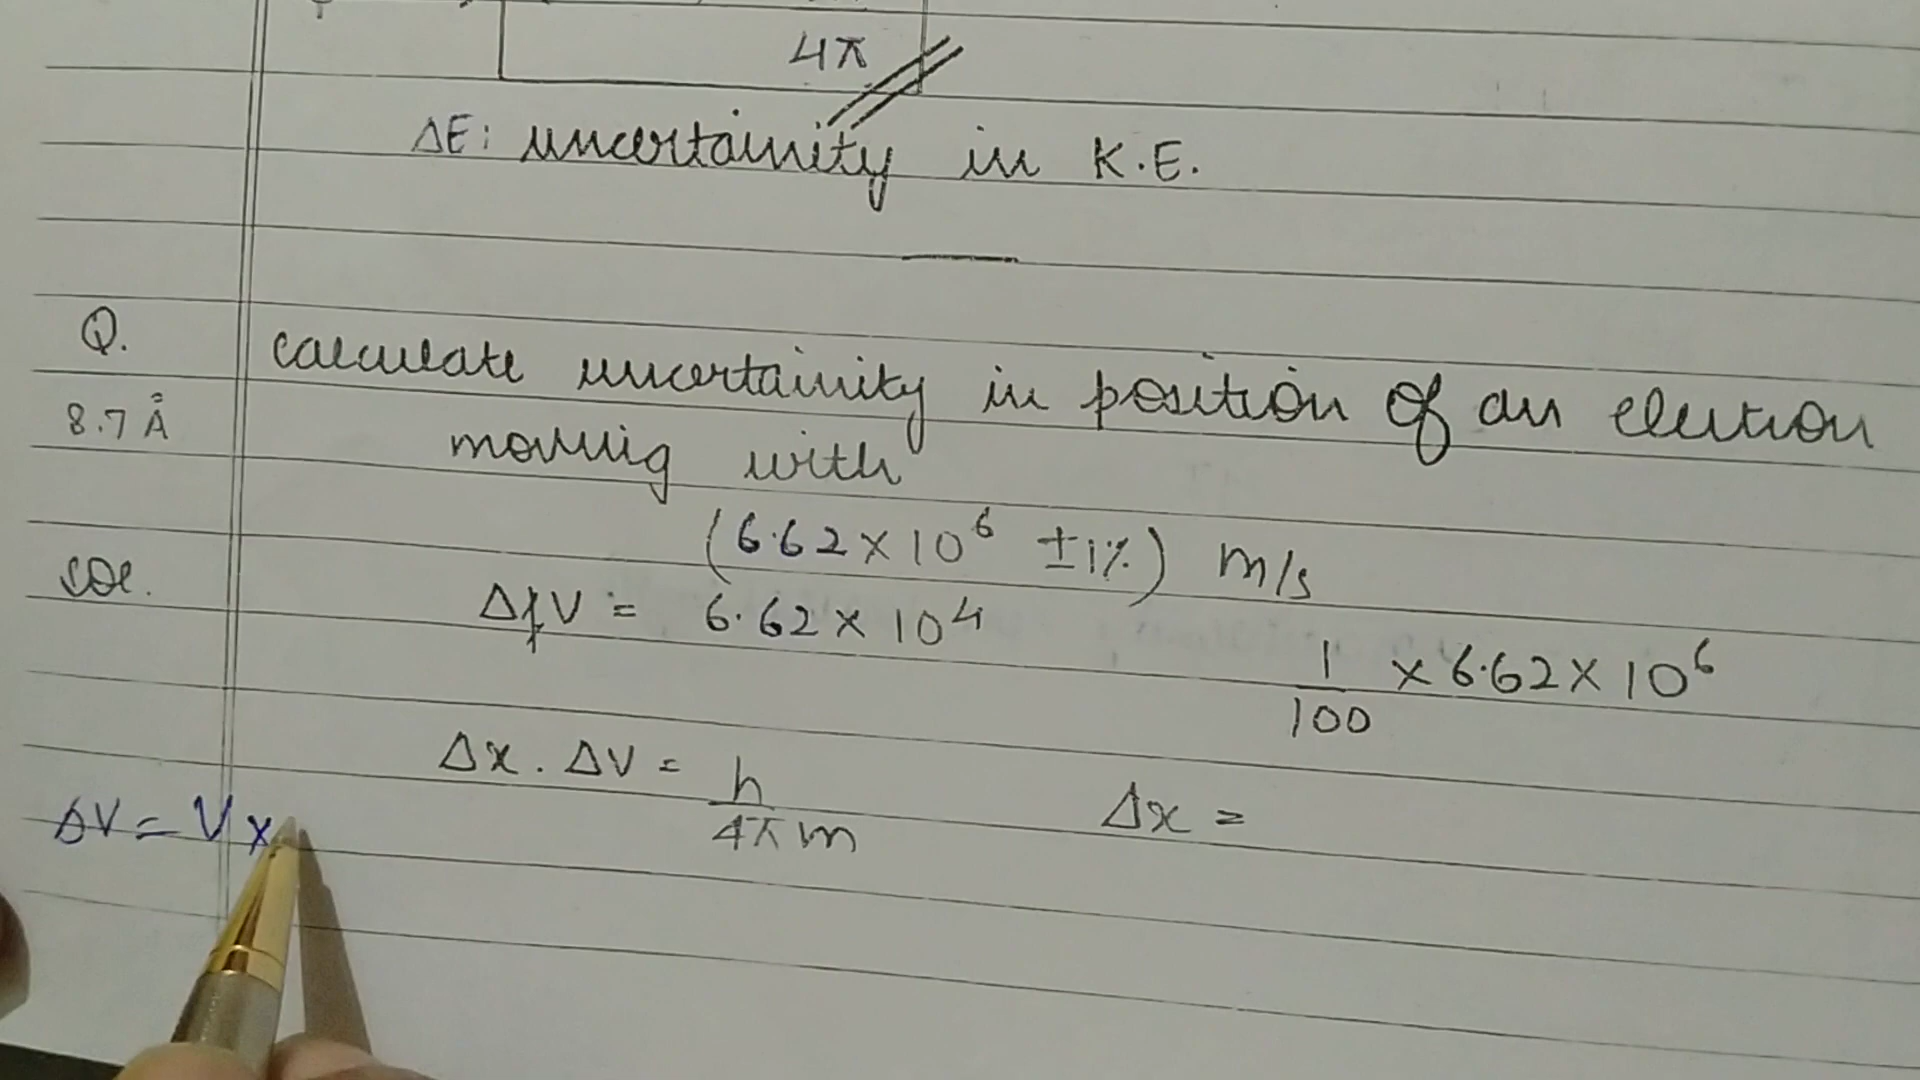 4π
ΔE: uncertainity in K.E.
Q. calculate uncertainity in position of an electron
8.7 Å moving with
(6.62 × 10⁶ ±1%) m/s
sol. ΔV = 6.62 × 10⁴
1/100 × 6.62 × 10⁶
Δx . ΔV = h/4πm Δx =
ΔV = V ×